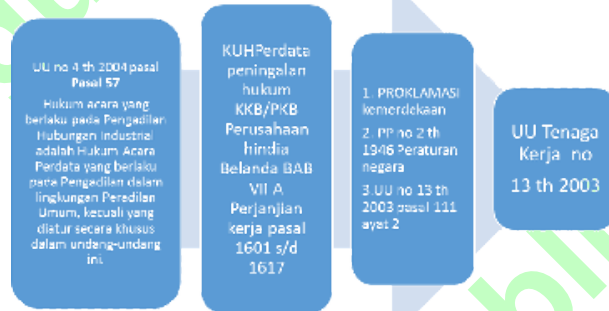 UU no 4 th 2004 pasal
Pasal 57
Hukum acara yang
berlaku pada Pengadilan
Hubungan Industrial
adalah Hukum Acara
Perdata yang berlaku
pada Pengadilan dalam
lingkungan Peradilan
Umum, kecuali yang
diatur secara khusus
dalam undang-undang
ini.
KUHPerdata
peningalan
hukum
KKB/PKB
Perusahaan
hindia
Belanda BAB
VII A
Perjanjian
kerja pasal
1601 s/d
1617
1. PROKLAMASI
kemerdekaan
2. PP no 2 th
1946 Peraturan
negara
3.UU no 13 th
2003 pasal 111
ayat 2
UU Tenaga
Kerja no
13 th 2003